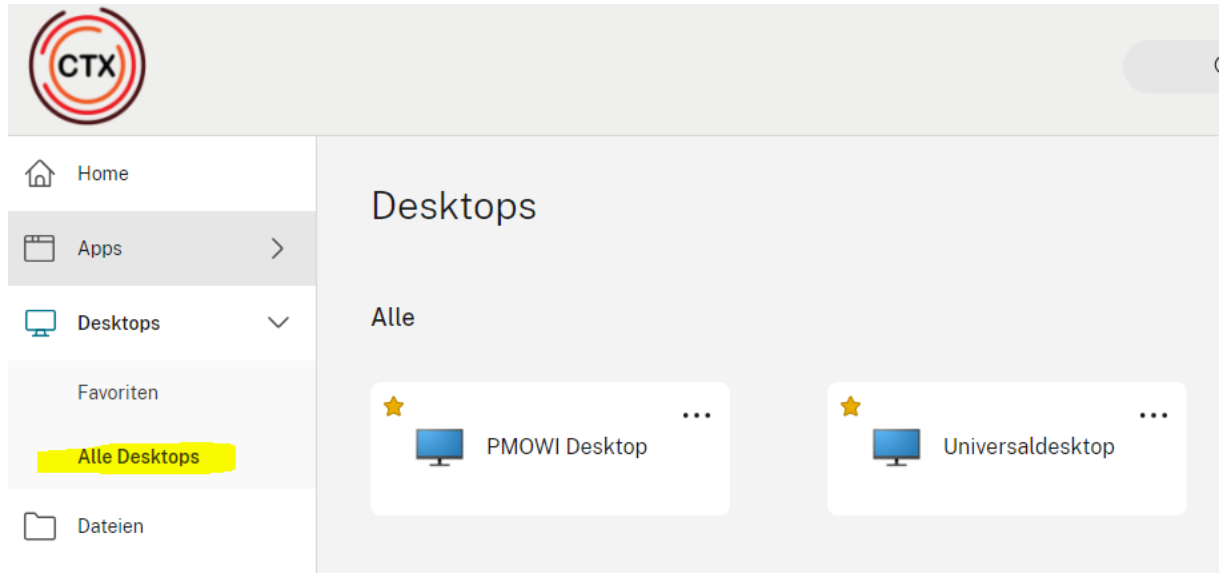 CTX
Home
Apps
Desktops
Favoriten
Alle Desktops
Dateien
Desktops
Alle
PMOWI Desktop
Universaldesktop